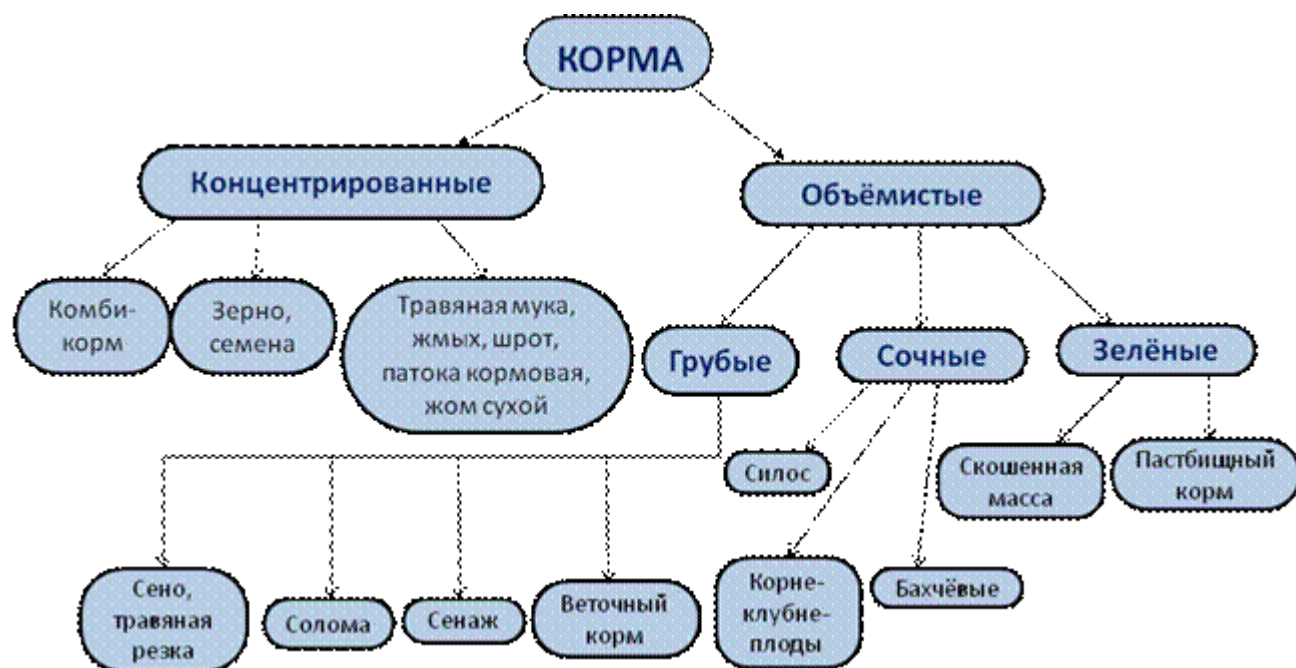 КОРМА
Концентрированные
Объёмистые
Комби-
корм
Зерно,
семена
Травяная мука,
жмых, шрот,
патока кормовая,
жом сухой
Грубые
Сочные
Зелёные
Силос
Скошенная
масса
Пастбищный
корм
Сено,
травяная
резка
Солома
Сенаж
Веточный
корм
Корне-
клубне-
плоды
Бахчёвые